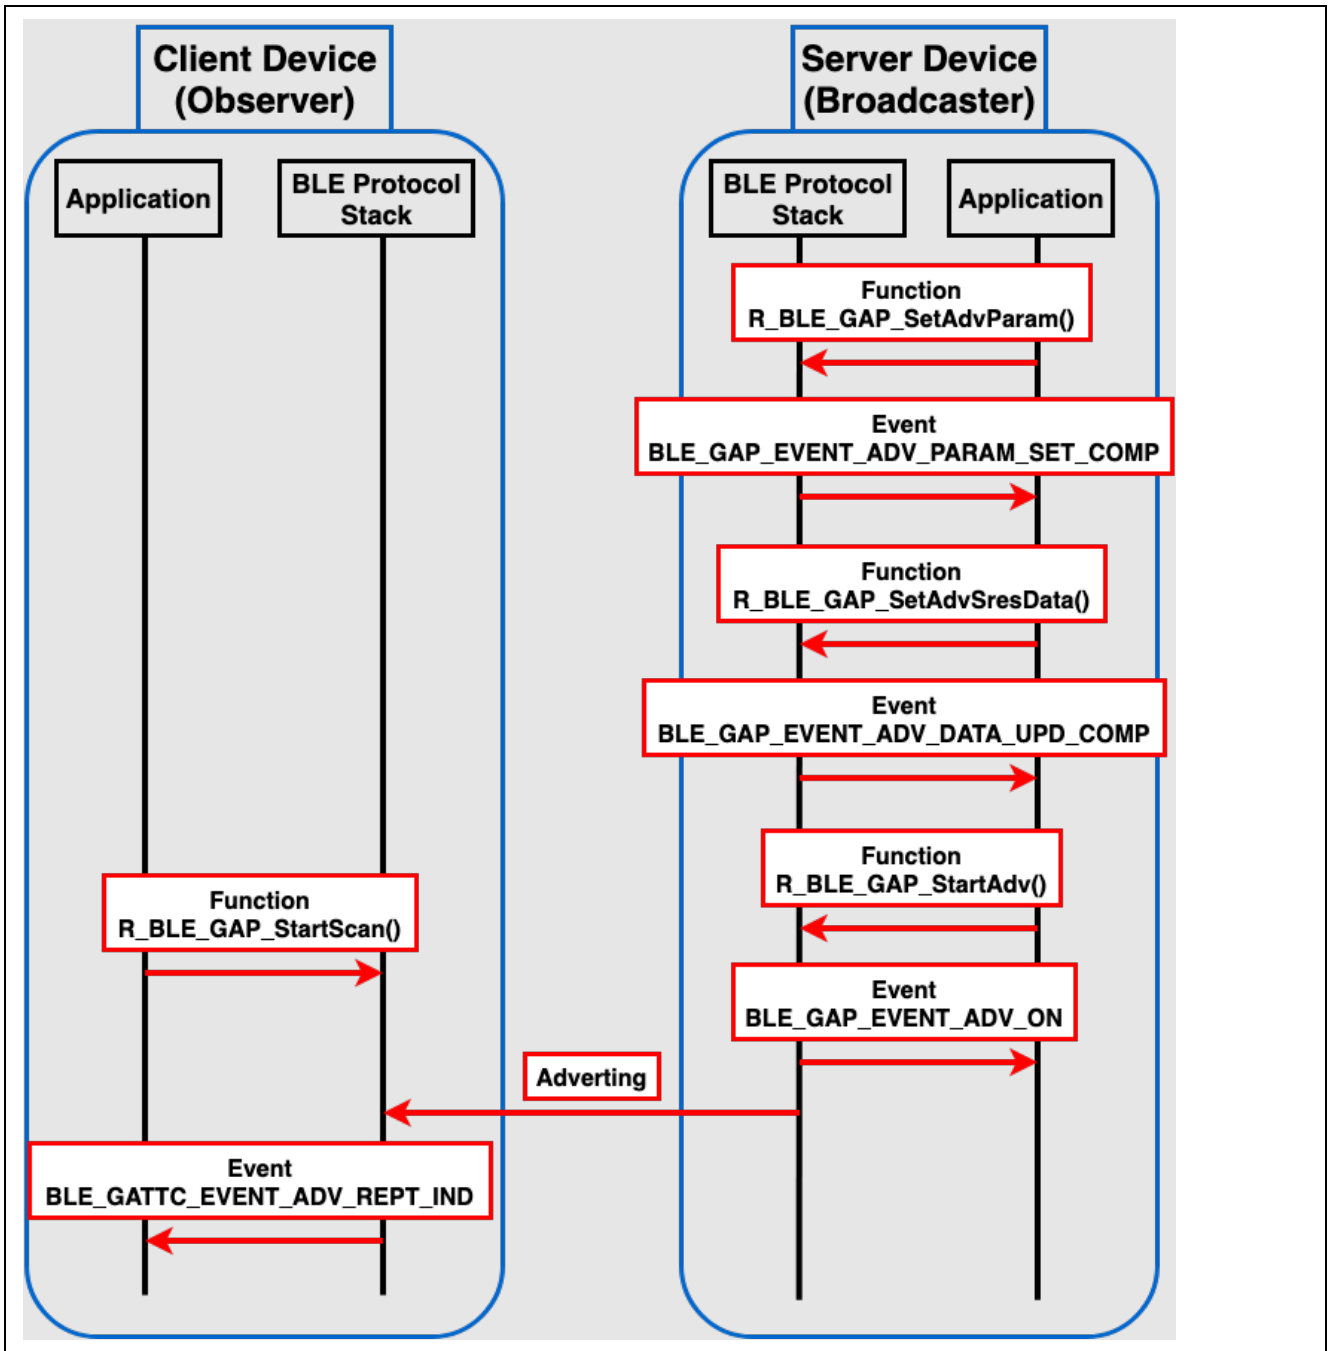 Client Device
(Observer)
Server Device
(Broadcaster)
Application
BLE Protocol
Stack
BLE Protocol
Stack
Application
Function
R_BLE_GAP_SetAdvParam()
Event
BLE_GAP_EVENT_ADV_PARAM_SET_COMP
Function
R_BLE_GAP_SetAdvSresData()
Event
BLE_GAP_EVENT_ADV_DATA_UPD_COMP
Function
R_BLE_GAP_StartAdv()
Function
R_BLE_GAP_StartScan()
Event
BLE_GAP_EVENT_ADV_ON
Adverting
Event
BLE_GATTC_EVENT_ADV_REPT_IND